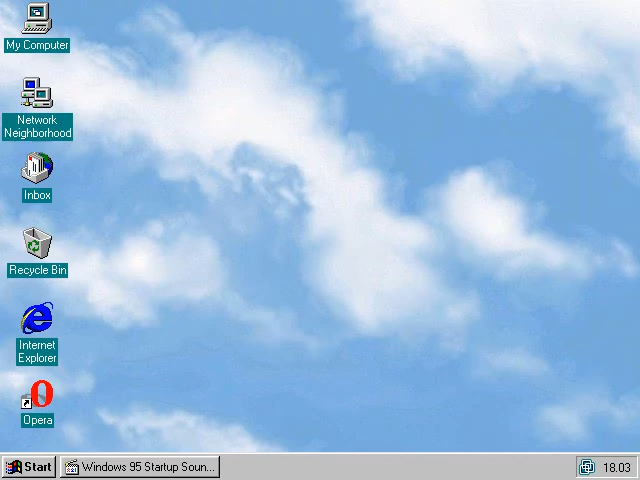 My Computer
Network
Neighborhood
Inbox
Recycle Bin
Internet
Explorer
Opera
Start
Windows 95 Startup Soun...
18.03